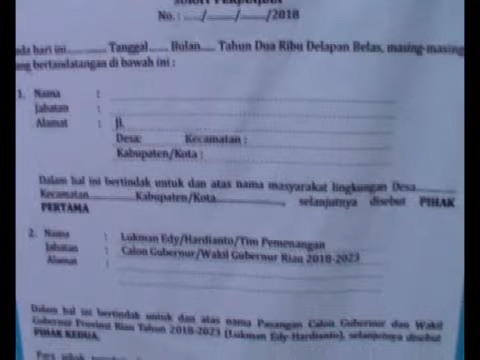 SURAT PERJANJIAN
No. : ...../......../......../2018
ada hari ini.............. Tanggal....... Bulan..... Tahun Dua Ribu Delapan Belas, masing-masing
ang bertandatangan di bawah ini :
1. Nama :
Jabatan :
Alamat : Jl.
Desa: Kecamatan :
Kabupaten/Kota :
Dalam hal ini bertindak untuk dan atas nama masyarakat lingkungan Desa..............
Kecamatan........................Kabupaten/Kota........................, selanjutnya disebut PIHAK
PERTAMA
2. Nama : Lukman Edy/Hardianto/Tim Pemenangan
Jabatan : Calon Gubernur/Wakil Gubernur Riau 2018-2023
Alamat :
Dalam hal ini bertindak untuk dan atas nama Pasangan Calon Gubernur dan Wakil
Gubernur Provinsi Riau Tahun 2018-2023 (Lukman Edy-Hardianto), selanjutnya disebut
PIHAK KEDUA.
Para pihak